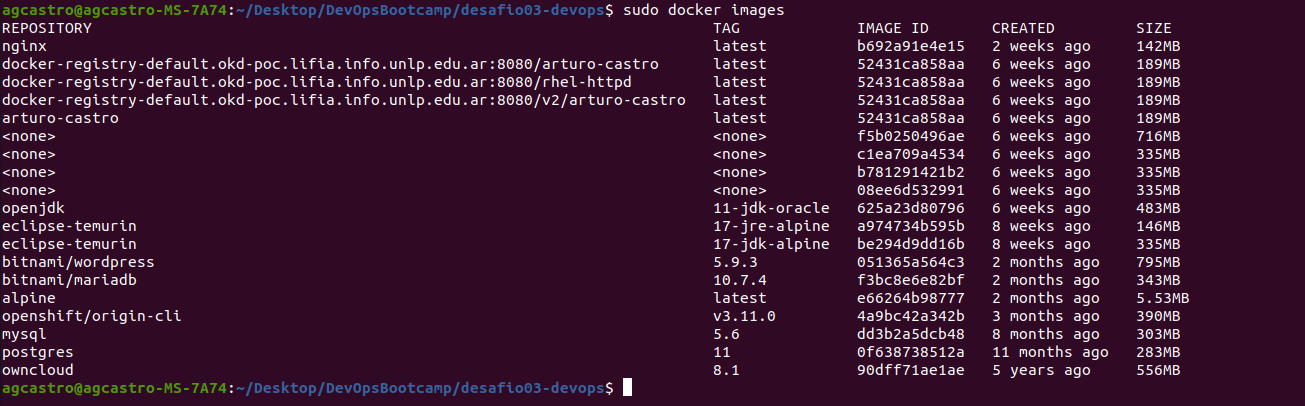 agcastro@agcastro-MS-7A74:~/Desktop/DevOpsBootcamp/desafio03-devops$ sudo docker images
REPOSITORY TAG IMAGE ID CREATED SIZE
nginx latest b692a91e4e15 2 weeks ago 142MB
docker-registry-default.okd-poc.lifia.info.unlp.edu.ar:8080/arturo-castro latest 52431ca858aa 6 weeks ago 189MB
docker-registry-default.okd-poc.lifia.info.unlp.edu.ar:8080/rhel-httpd latest 52431ca858aa 6 weeks ago 189MB
docker-registry-default.okd-poc.lifia.info.unlp.edu.ar:8080/v2/arturo-castro latest 52431ca858aa 6 weeks ago 189MB
arturo-castro latest 52431ca858aa 6 weeks ago 189MB
<none> <none> f5b0250496ae 6 weeks ago 716MB
<none> <none> c1ea709a4534 6 weeks ago 335MB
<none> <none> b781291421b2 6 weeks ago 335MB
<none> <none> 08ee6d532991 6 weeks ago 335MB
openjdk 11-jdk-oracle 625a23d80796 6 weeks ago 483MB
eclipse-temurin 17-jre-alpine a974734b595b 8 weeks ago 146MB
eclipse-temurin 17-jdk-alpine be294d9dd16b 8 weeks ago 335MB
bitnami/wordpress 5.9.3 051365a564c3 2 months ago 795MB
bitnami/mariadb 10.7.4 f3bc8e6e82bf 2 months ago 343MB
alpine latest e66264b98777 2 months ago 5.53MB
openshift/origin-cli v3.11.0 4a9bc42a342b 3 months ago 390MB
mysql 5.6 dd3b2a5dcb48 8 months ago 303MB
postgres 11 0f638738512a 11 months ago 283MB
owncloud 8.1 90dff71ae1ae 5 years ago 556MB
agcastro@agcastro-MS-7A74:~/Desktop/DevOpsBootcamp/desafio03-devops$